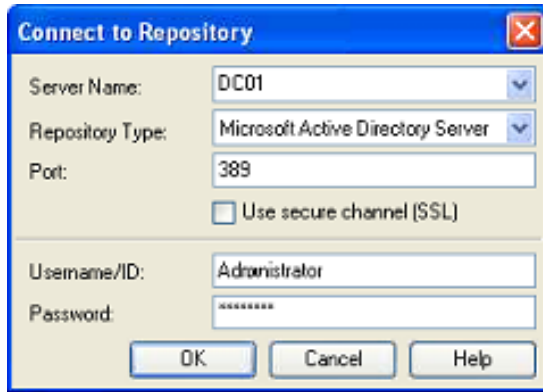 Connect to Repository
Server Name: DC01
Repository Type: Microsoft Active Directory Server
Port: 389
Use secure channel (SSL)
Username/ID: Administrator
Password: ********
OK Cancel Help